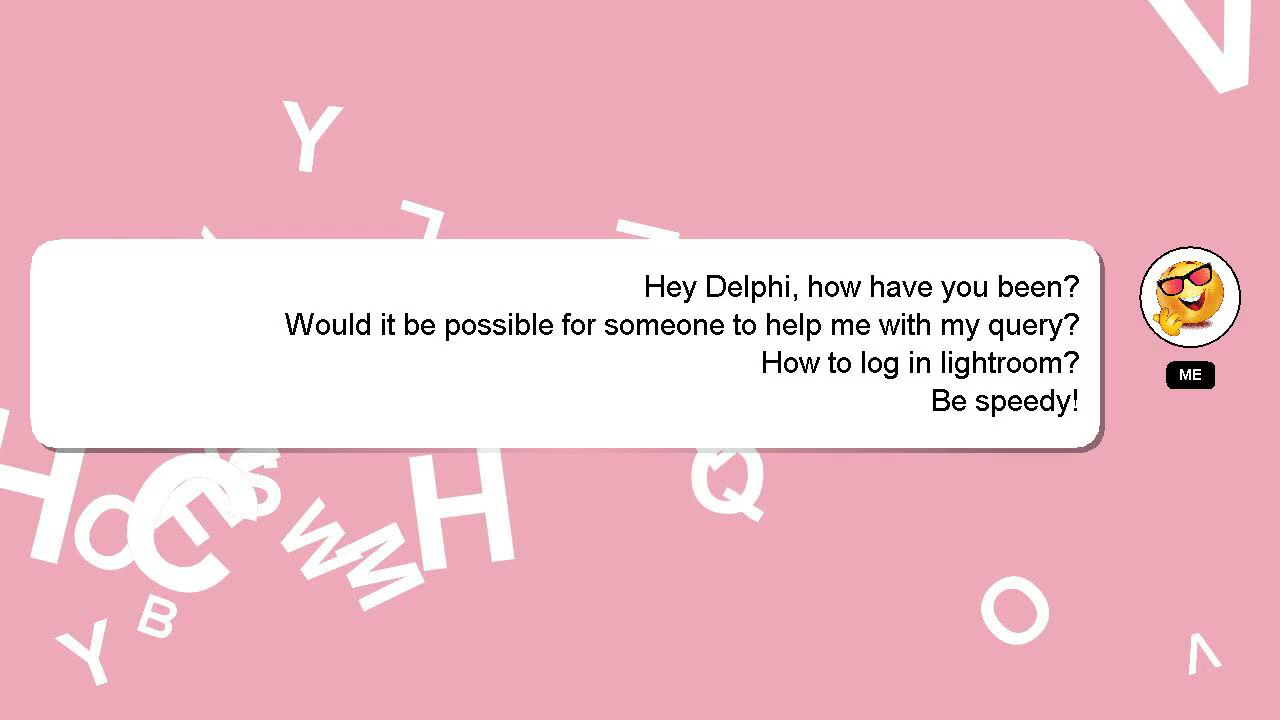 Hey Delphi, how have you been?
Would it be possible for someone to help me with my query?
How to log in lightroom?
Be speedy!
ME
Y
V
H
O
C
S
W
M
H
Q
Y
B
O
V